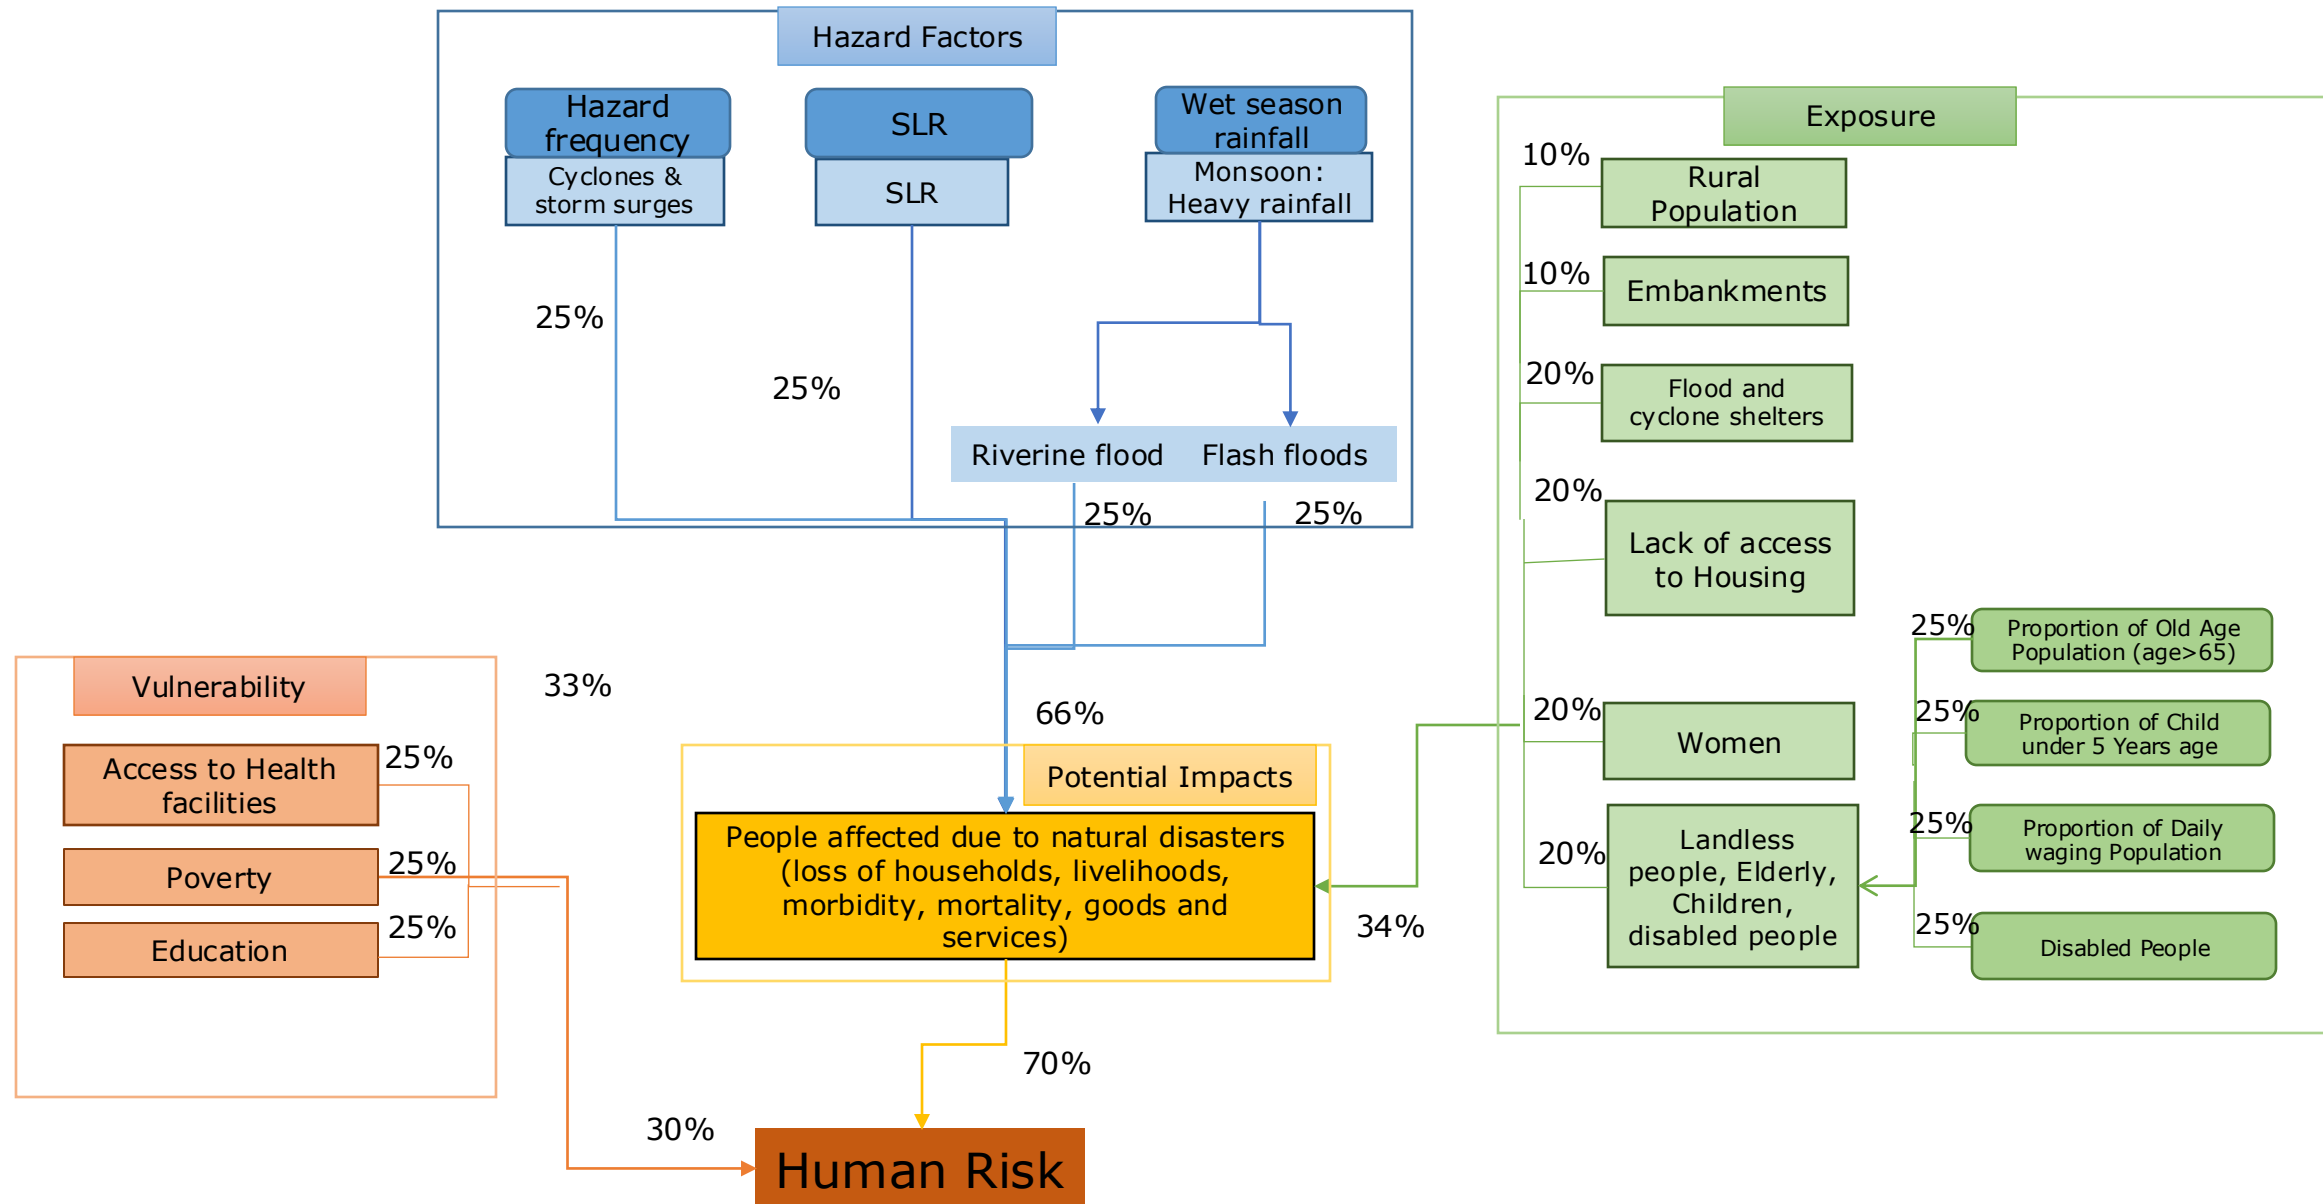 Hazard Factors
Hazard
frequency
Cyclones &
storm surges
SLR
SLR
Wet season
rainfall
Monsoon:
Heavy rainfall
25%
25%
Riverine flood
Flash floods
25%
25%
Exposure
10%
Rural
Population
10%
Embankments
20%
Flood and
cyclone shelters
20%
Lack of access
to Housing
20%
Women
20%
Landless
people, Elderly,
Children,
disabled people
25%
Proportion of Old Age
Population (age>65)
25%
Proportion of Child
under 5 Years age
25%
Proportion of Daily
waging Population
25%
Disabled People
Vulnerability
33%
Access to Health
facilities
25%
Poverty
25%
Education
25%
66%
Potential Impacts
People affected due to natural disasters
(loss of households, livelihoods,
morbidity, mortality, goods and
services)
34%
70%
30%
Human Risk